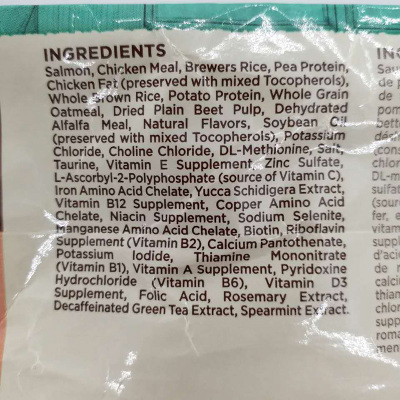 INGREDIENTS
Salmon, Chicken Meal, Brewers Rice, Pea Protein,
Chicken Fat (preserved with mixed Tocopherols),
Whole Brown Rice, Potato Protein, Whole Grain
Oatmeal, Dried Plain Beet Pulp, Dehydrated
Alfalfa Meal, Natural Flavors, Soybean Oil
(preserved with mixed Tocopherols), Potassium
Chloride, Choline Chloride, DL-Methionine, Salt,
Taurine, Vitamin E Supplement, Zinc Sulfate,
L-Ascorbyl-2-Polyphosphate (source of Vitamin C),
Iron Amino Acid Chelate, Yucca Schidigera Extract,
Vitamin B12 Supplement, Copper Amino Acid
Chelate, Niacin Supplement, Sodium Selenite,
Manganese Amino Acid Chelate, Biotin, Riboflavin
Supplement (Vitamin B2), Calcium Pantothenate,
Potassium Iodide, Thiamine Mononitrate
(Vitamin B1), Vitamin A Supplement, Pyridoxine
Hydrochloride (Vitamin B6), Vitamin D3
Supplement, Folic Acid, Rosemary Extract,
Decaffeinated Green Tea Extract, Spearmint Extract.